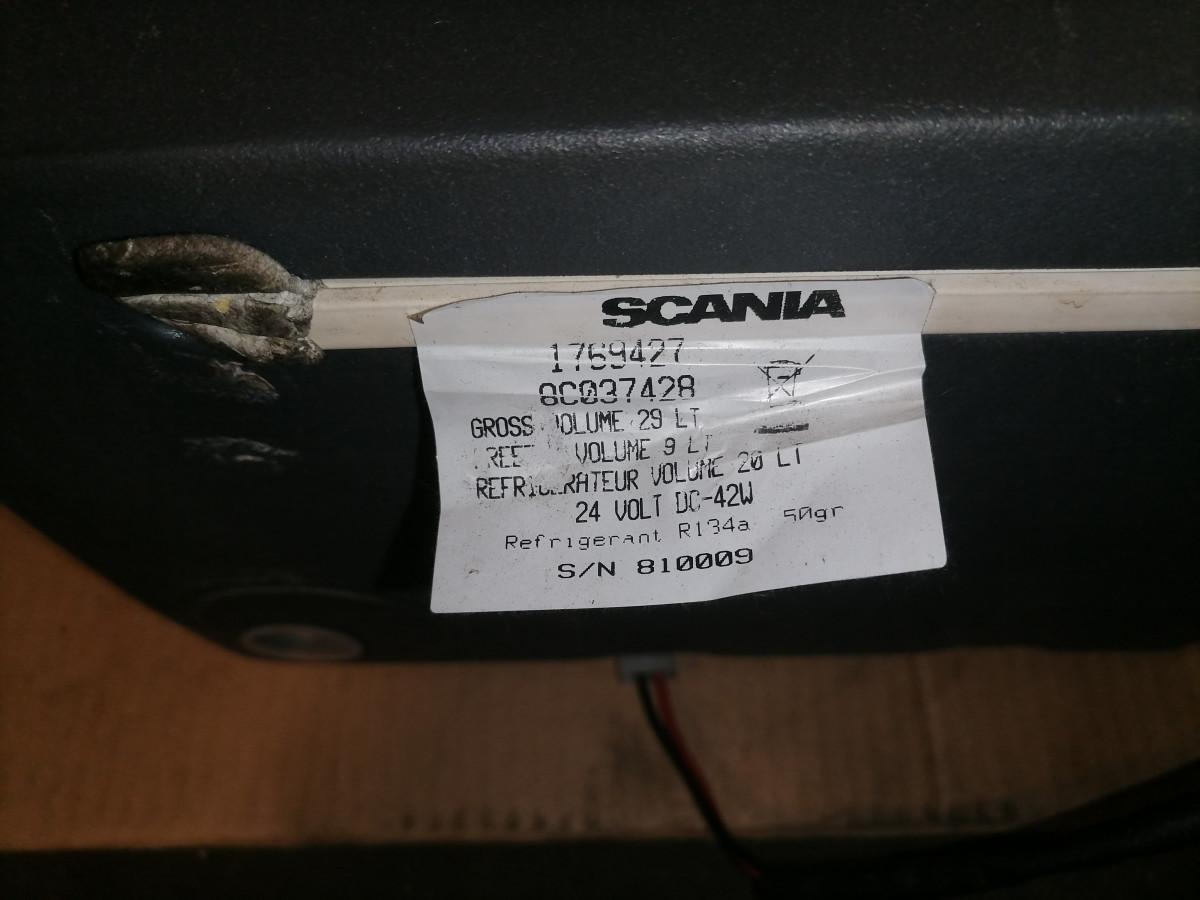 SCANIA
1769427
8C037428
GROSS VOLUME 29 LT
VOLUME 9 LT
REFRIGERATEUR VOLUME 20 LT
24 VOLT DC-42W
Refrigerant R134a 50gr
S/N 810009